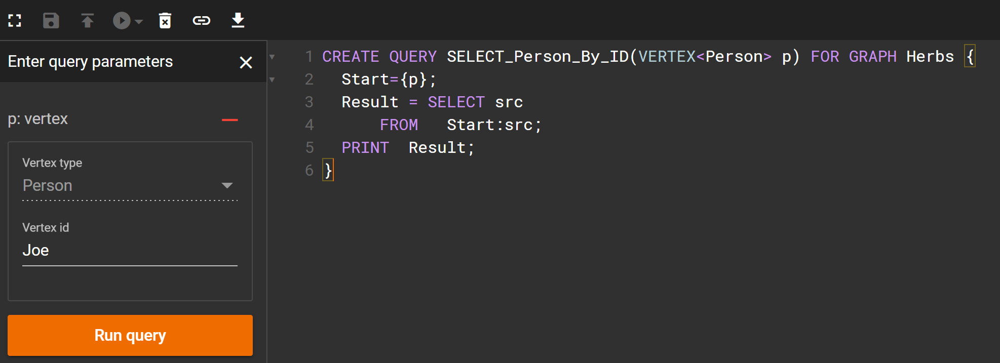 Enter query parameters
p: vertex
Vertex type
Person
Vertex id
Joe
Run query
1 CREATE QUERY SELECT_Person_By_ID(VERTEX<Person> p) FOR GRAPH Herbs {
2   Start={p};
3   Result = SELECT src
4       FROM   Start:src;
5   PRINT  Result;
6 }